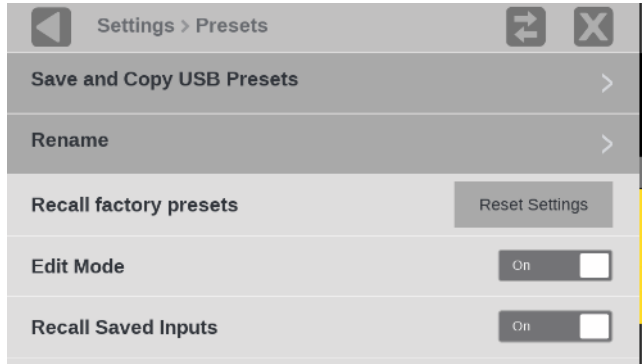 Settings > Presets
Save and Copy USB Presets
Rename
Recall factory presets Reset Settings
Edit Mode On
Recall Saved Inputs On